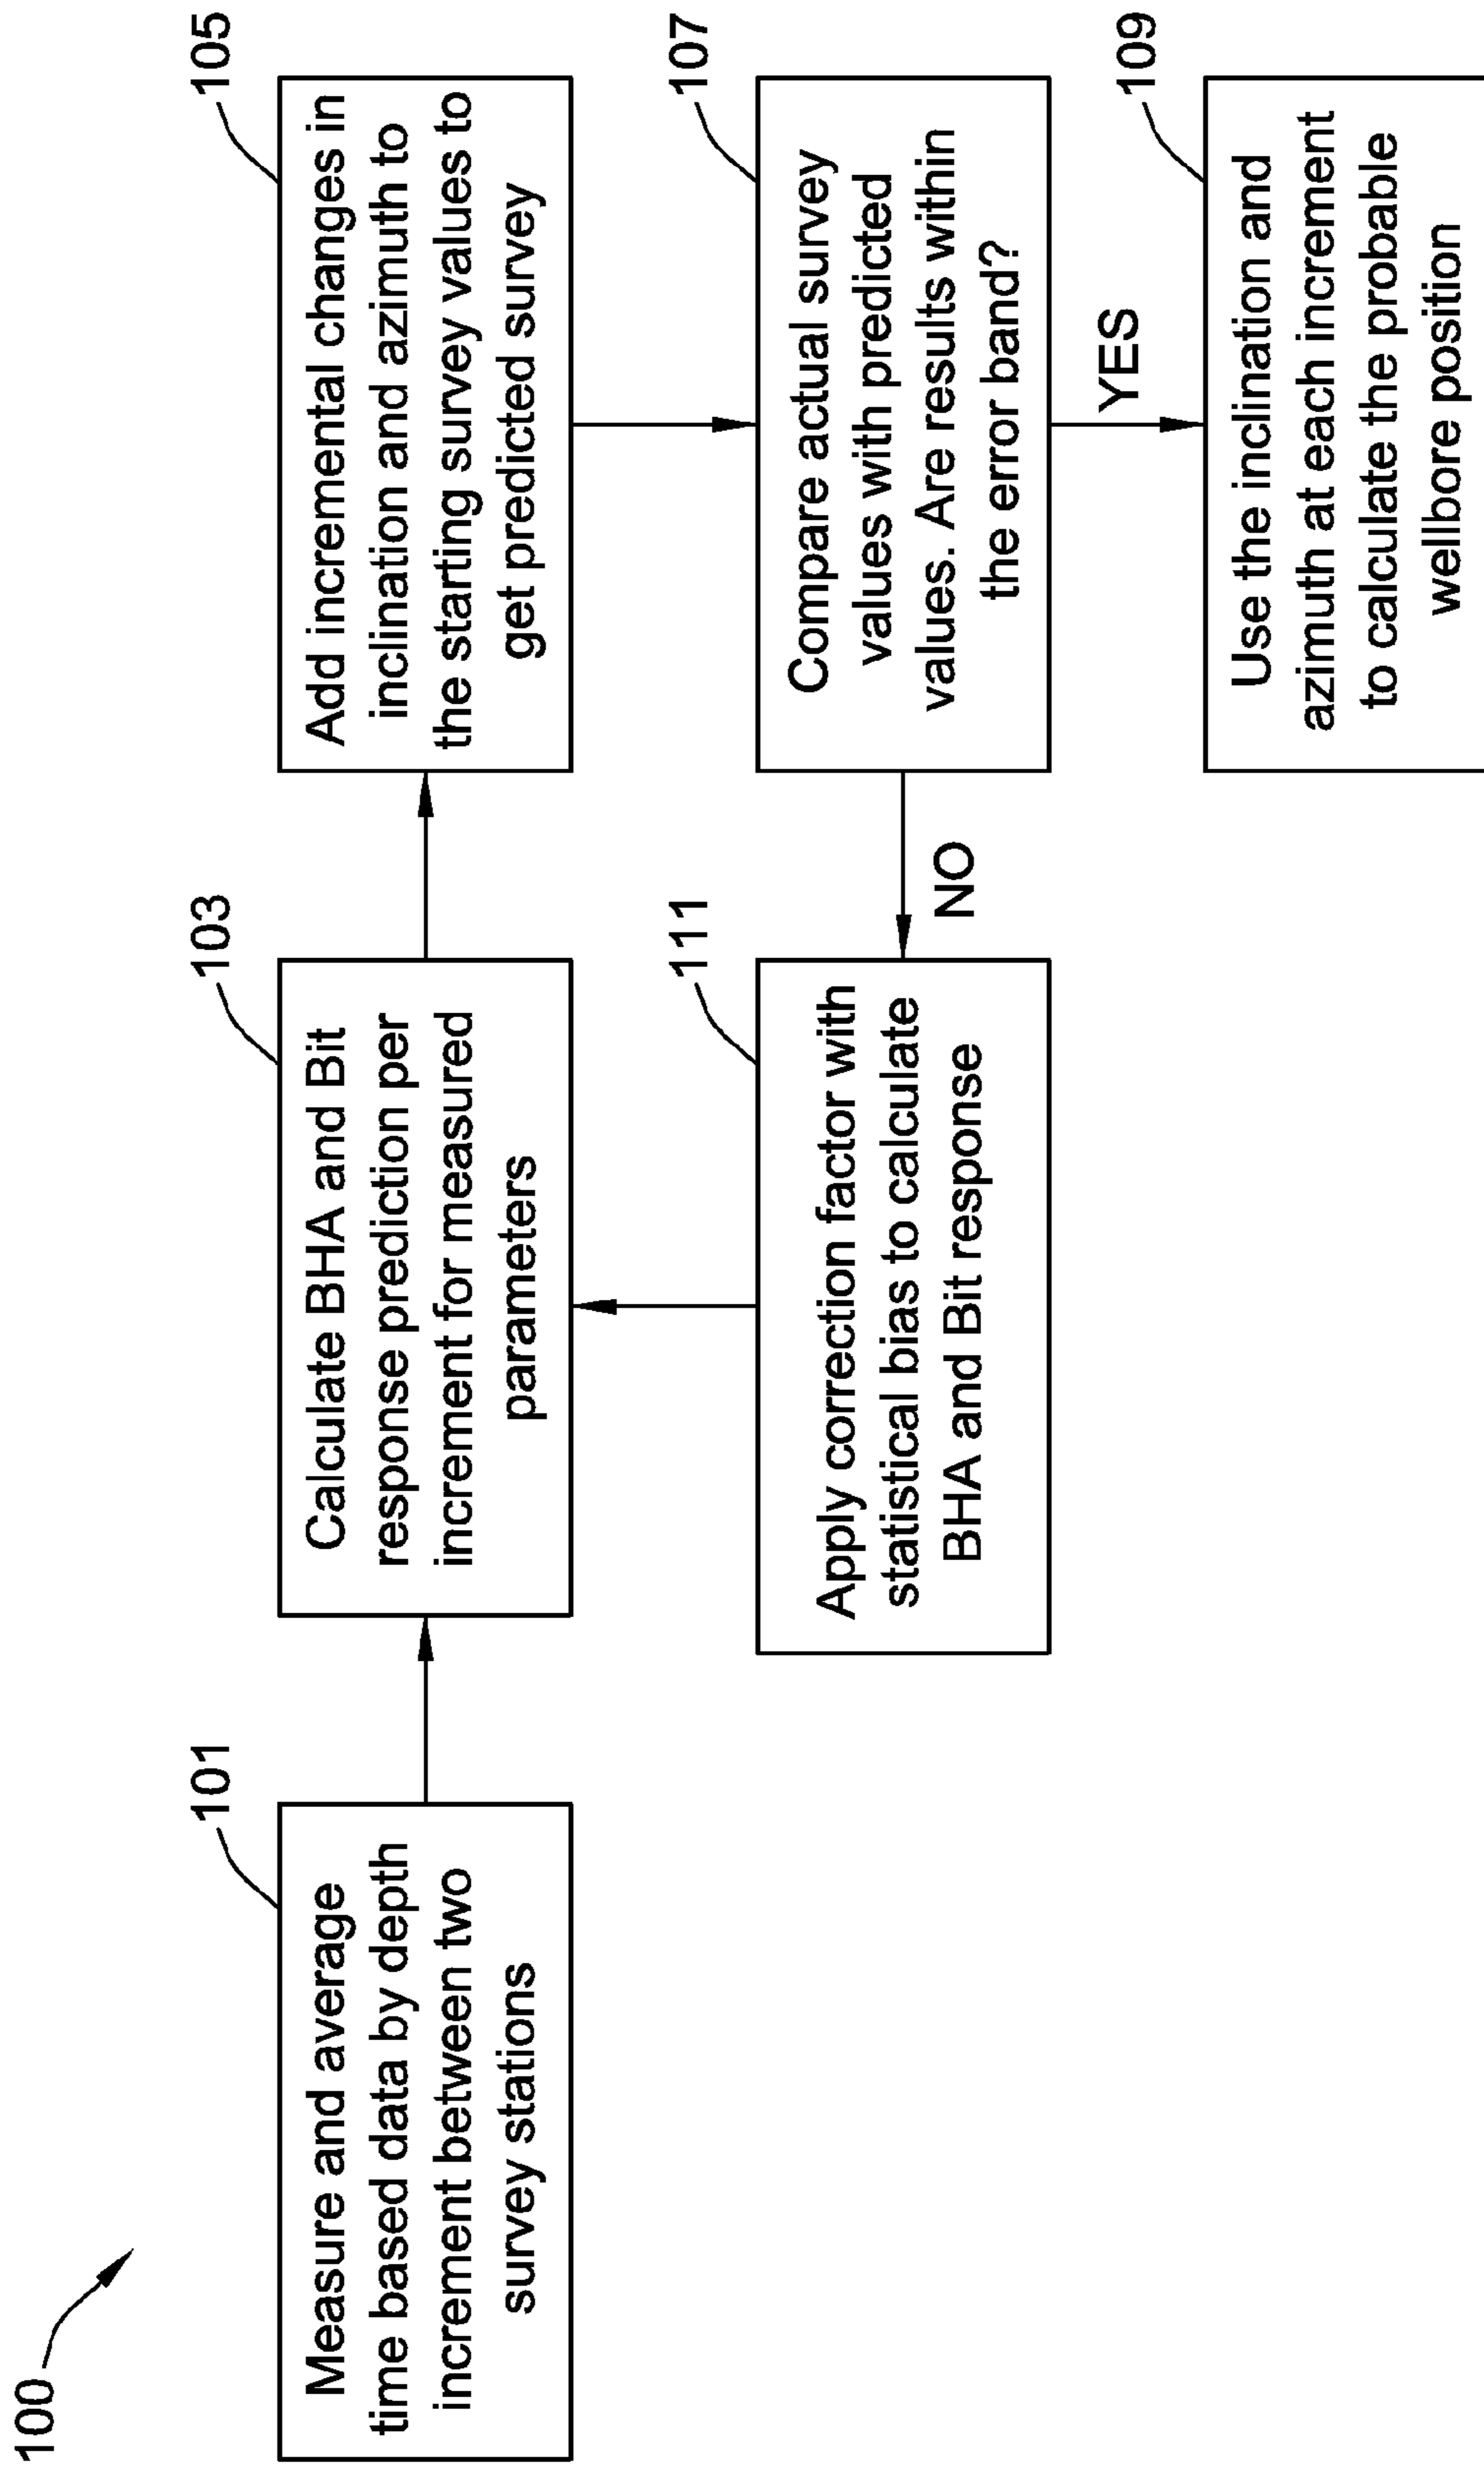 100
101
Measure and average
time based data by depth
increment between two
survey stations
103
Calculate BHA and Bit
response prediction per
increment for measured
parameters
105
Add incremental changes in
inclination and azimuth to
the starting survey values to
get predicted survey
107
Compare actual survey
values with predicted
values. Are results within
the error band?
NO
111
Apply correction factor with
statistical bias to calculate
BHA and Bit response
YES
109
Use the inclination and
azimuth at each increment
to calculate the probable
wellbore position